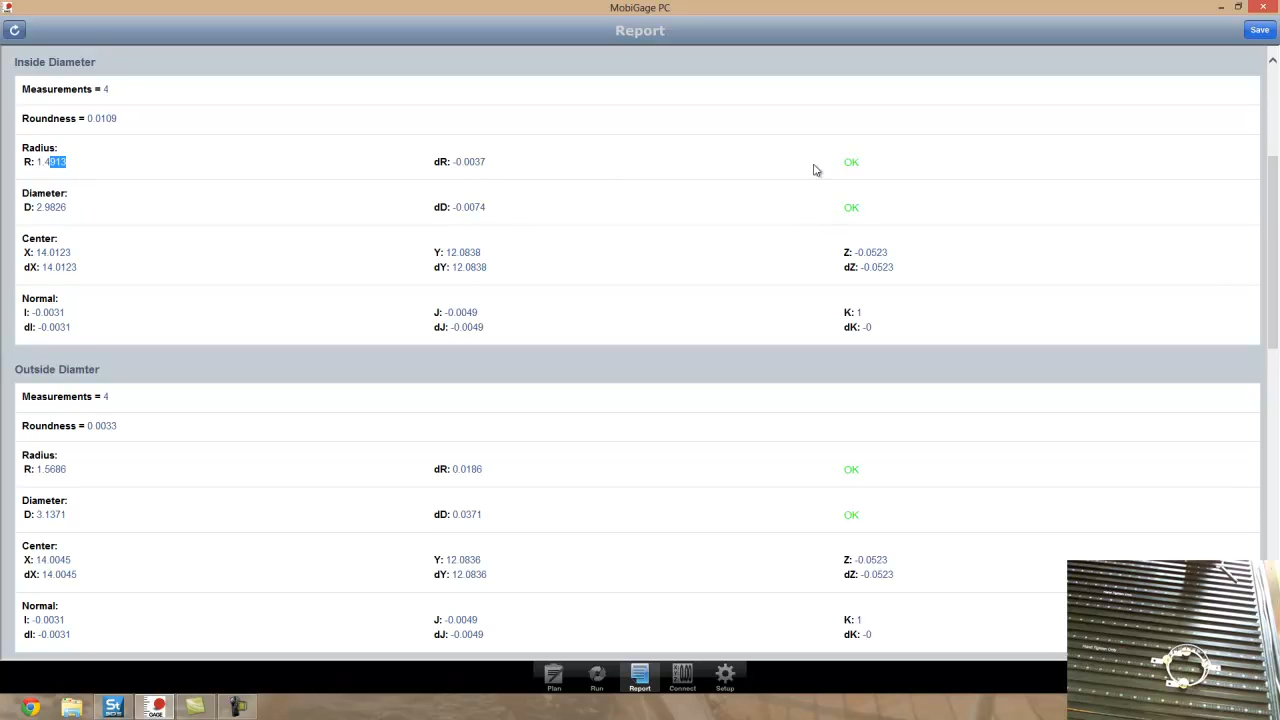 MobiGage PC
Report
Save
Inside Diameter
Measurements = 4
Roundness = 0.0109
Radius:
R: 1.4913 dR: -0.0037 OK
Diameter:
D: 2.9826 dD: -0.0074 OK
Center:
X: 14.0123 Y: 12.0838 Z: -0.0523
dX: 14.0123 dY: 12.0838 dZ: -0.0523
Normal:
I: -0.0031 J: -0.0049 K: 1
dI: -0.0031 dJ: -0.0049 dK: -0
Outside Diamter
Measurements = 4
Roundness = 0.0033
Radius:
R: 1.5686 dR: 0.0186 OK
Diameter:
D: 3.1371 dD: 0.0371 OK
Center:
X: 14.0045 Y: 12.0836 Z: -0.0523
dX: 14.0045 dY: 12.0836 dZ: -0.0523
Normal:
I: -0.0031 J: -0.0049 K: 1
dI: -0.0031 dJ: -0.0049 dK: -0
Plan Run Report Connect Setup
St
GAGE
Hand Tighten Only